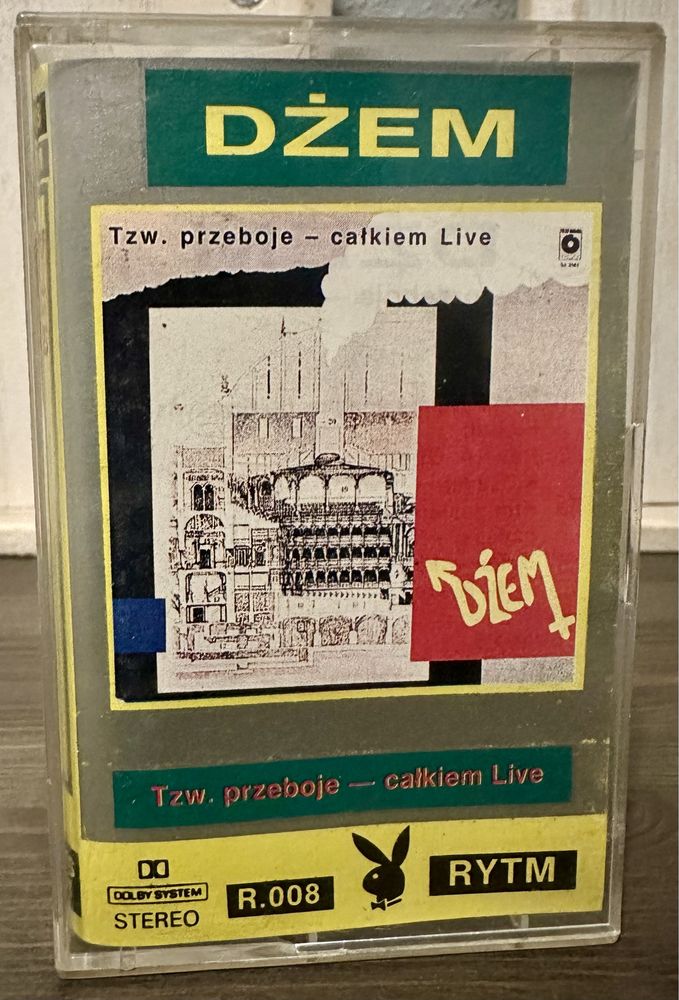 DŻEM
Tzw. przeboje – całkiem Live
DŻEM
Tzw. przeboje — całkiem Live
DOLBY SYSTEM
STEREO
R.008
RYTM